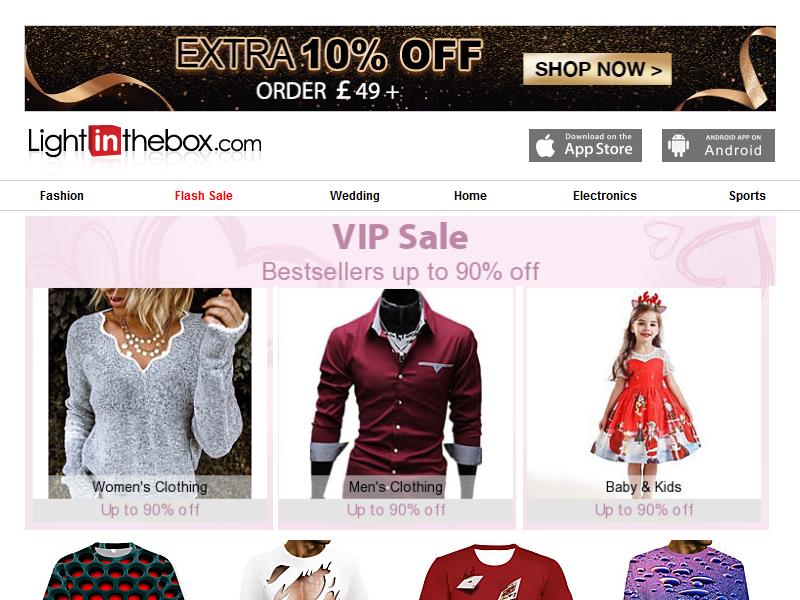 EXTRA 10% OFF
ORDER £49+
SHOP NOW >
Lightinthebox.com
Download on the
App Store
ANDROID APP ON
Android
Fashion
Flash Sale
Wedding
Home
Electronics
Sports
VIP Sale
Bestsellers up to 90% off
Women's Clothing
Up to 90% off
Men's Clothing
Up to 90% off
Baby & Kids
Up to 90% off